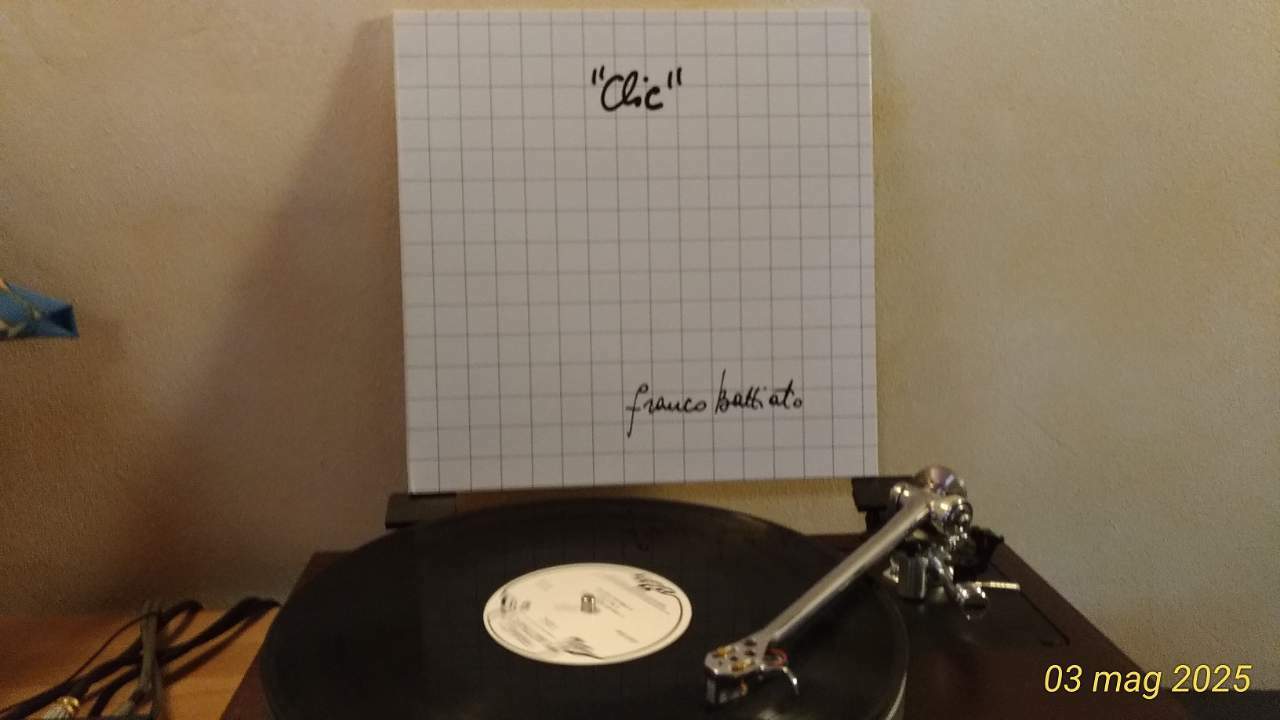 "Clic"
franco battiato
03 mag 2025